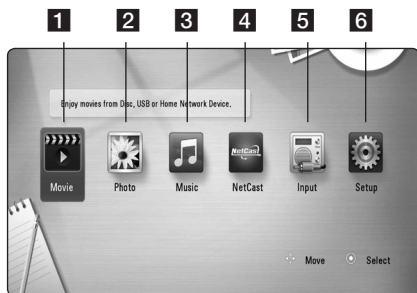 1 2 3 4 5 6
Enjoy movies from Disc, USB or Home Network Device.
NetCast
Movie Photo Music NetCast Input Setup
Move Select